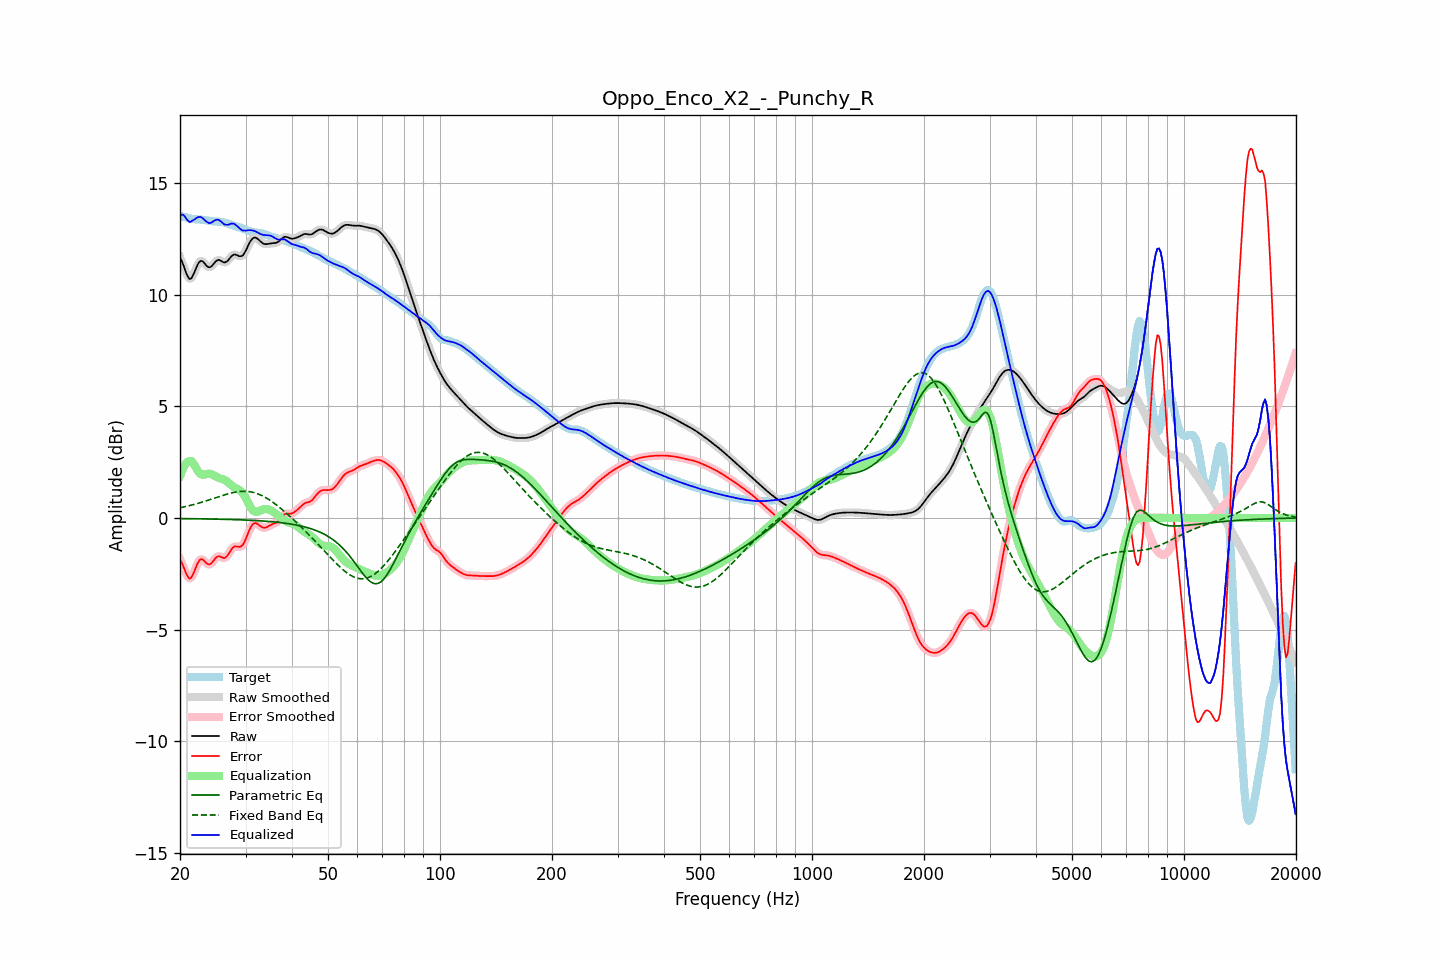 Oppo_Enco_X2_-_Punchy_R
Amplitude (dBr)
15
10
5
0
−5
−10
−15
Target
Raw Smoothed
Error Smoothed
Raw
Error
Equalization
Parametric Eq
Fixed Band Eq
Equalized
20
50
100
200
500
1000
2000
5000
10000
20000
Frequency (Hz)